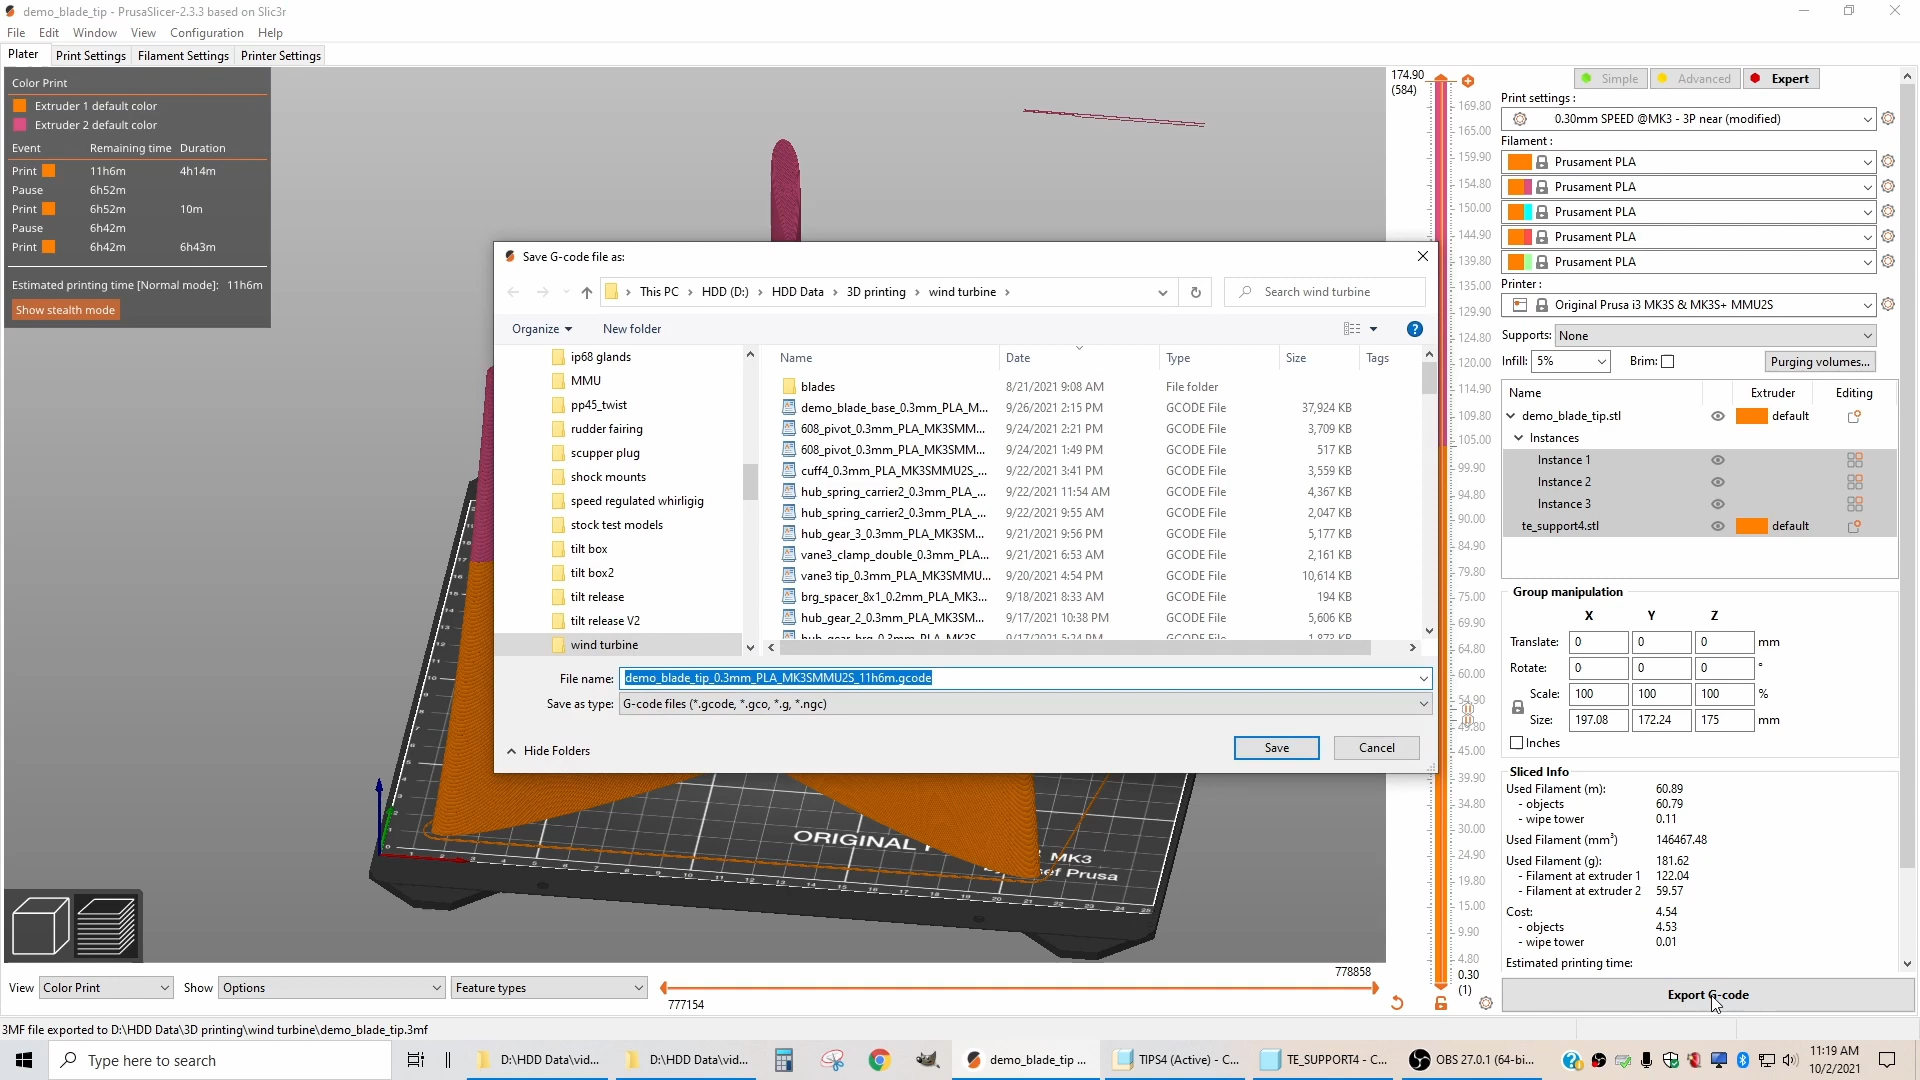 demo_blade_tip - PrusaSlicer-2.3.3 based on Slic3r
File Edit Window View Configuration Help
Plater Print Settings Filament Settings Printer Settings
Color Print
Extruder 1 default color
Extruder 2 default color
Event Remaining time Duration
Print 11h6m 4h14m
Pause 6h52m
Print 6h52m 10m
Pause 6h42m
Print 6h42m 6h43m
Estimated printing time [Normal mode]: 11h6m
Show stealth mode
Save G-code file as:
This PC HDD (D:) HDD Data 3D printing wind turbine
Search wind turbine
Organize New folder
ip68 glands
MMU
pp45_twist
rudder fairing
scupper plug
shock mounts
speed regulated whirligig
stock test models
tilt box
tilt box2
tilt release
tilt release V2
wind turbine
Name Date Type Size Tags
blades 8/21/2021 9:08 AM File folder
demo_blade_base_0.3mm_PLA_M... 9/26/2021 2:15 PM GCODE File 37,924 KB
608_pivot_0.3mm_PLA_MK3SMM... 9/24/2021 2:21 PM GCODE File 3,709 KB
608_pivot_0.3mm_PLA_MK3SMM... 9/24/2021 1:49 PM GCODE File 517 KB
cuff4_0.3mm_PLA_MK3SMMU2S_... 9/22/2021 3:41 PM GCODE File 3,559 KB
hub_spring_carrier2_0.3mm_PLA_... 9/22/2021 11:54 AM GCODE File 4,367 KB
hub_spring_carrier2_0.3mm_PLA_... 9/22/2021 9:55 AM GCODE File 2,047 KB
hub_gear_3_0.3mm_PLA_MK3SM... 9/21/2021 9:56 PM GCODE File 5,177 KB
vane3_clamp_double_0.3mm_PLA... 9/21/2021 6:53 AM GCODE File 2,161 KB
vane3 tip_0.3mm_PLA_MK3SMMU... 9/20/2021 4:54 PM GCODE File 10,614 KB
brg_spacer_8x1_0.2mm_PLA_MK3... 9/18/2021 8:33 AM GCODE File 194 KB
hub_gear_2_0.3mm_PLA_MK3SM... 9/17/2021 10:38 PM GCODE File 5,606 KB
hub_gear_brg_0.3mm_PLA_MK3S... 9/17/2021 5:24 PM GCODE File 1,873 KB
File name: demo_blade_tip_0.3mm_PLA_MK3SMMU2S_11h6m.gcode
Save as type: G-code files (*.gcode, *.gco, *.g, *.ngc)
Hide Folders Save Cancel
ORIGINAL
MK3
sef Prusa
174.90
(584)
169.80
165.00
159.90
154.80
150.00
144.90
139.80
135.00
129.90
124.80
120.00
114.90
109.80
105.00
99.90
94.80
90.00
84.90
79.80
75.00
69.90
64.80
60.00
54.90
49.80
45.00
39.90
34.80
30.00
24.90
19.80
15.00
9.90
4.80
0.30
(1)
Simple Advanced Expert
Print settings :
0.30mm SPEED @MK3 - 3P near (modified)
Filament :
Prusament PLA
Prusament PLA
Prusament PLA
Prusament PLA
Prusament PLA
Printer :
Original Prusa i3 MK3S & MK3S+ MMU2S
Supports: None
Infill: 5% Brim: Purging volumes...
Name Extruder Editing
demo_blade_tip.stl default
Instances
Instance 1
Instance 2
Instance 3
te_support4.stl default
Group manipulation
X Y Z
Translate: 0 0 0 mm
Rotate: 0 0 0 °
Scale: 100 100 100 %
Size: 197.08 172.24 175 mm
Inches
Sliced Info
Used Filament (m): 60.89
- objects 60.79
- wipe tower 0.11
Used Filament (mm³) 146467.48
Used Filament (g): 181.62
- Filament at extruder 1 122.04
- Filament at extruder 2 59.57
Cost: 4.54
- objects 4.53
- wipe tower 0.01
Estimated printing time:
Export G-code
View Color Print Show Options Feature types
778858
777154
3MF file exported to D:\HDD Data\3D printing\wind turbine\demo_blade_tip.3mf
Type here to search
D:\HDD Data\vid... D:\HDD Data\vid... demo_blade_tip ... TIPS4 (Active) - C... TE_SUPPORT4 - C... OBS 27.0.1 (64-bi...
11:19 AM
10/2/2021